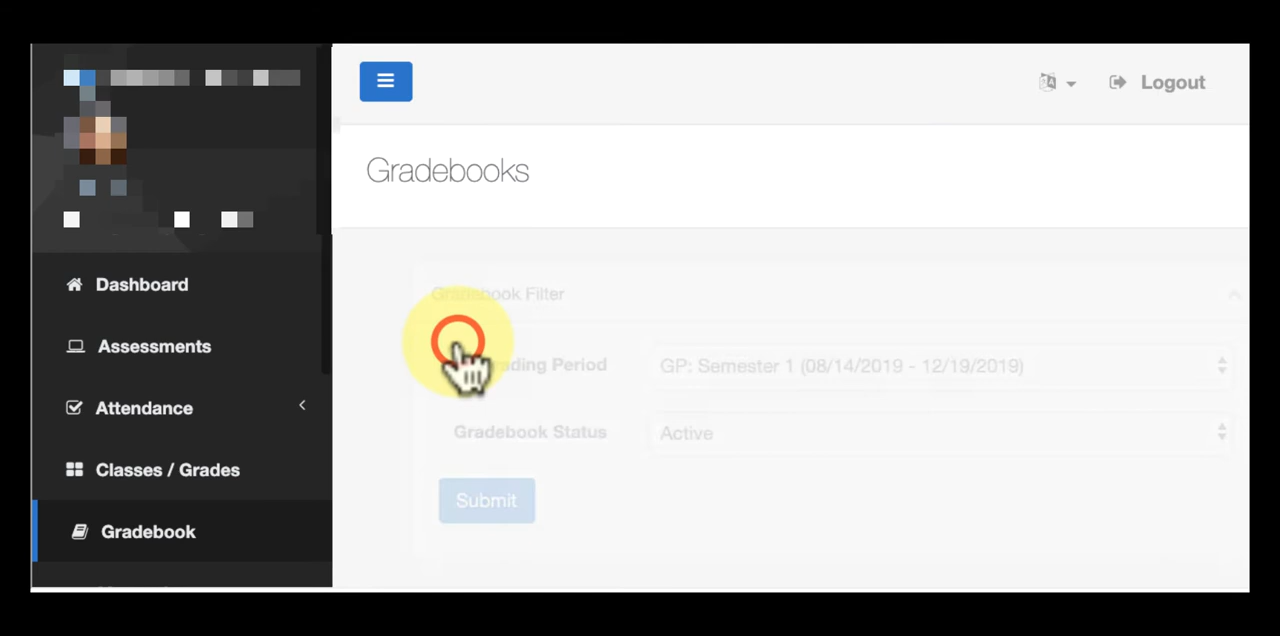 Logout
Gradebooks
Dashboard
Assessments
Attendance
Classes / Grades
Gradebook
Gradebook Filter
Grading Period GP: Semester 1 (08/14/2019 - 12/19/2019)
Gradebook Status Active
Submit